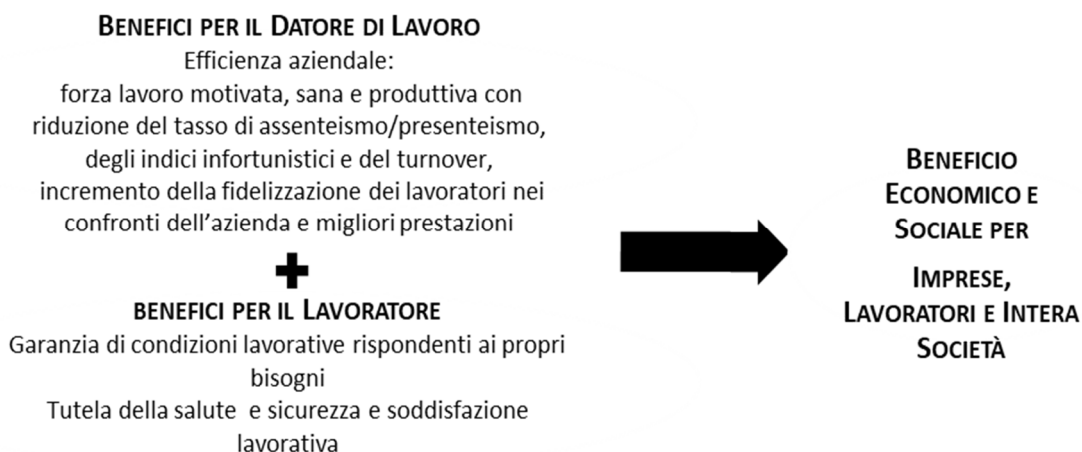 BENEFICI PER IL DATORE DI LAVORO
Efficienza aziendale:
forza lavoro motivata, sana e produttiva con
riduzione del tasso di assenteismo/presenteismo,
degli indici infortunistici e del turnover,
incremento della fidelizzazione dei lavoratori nei
confronti dell'azienda e migliori prestazioni
+
BENEFICI PER IL LAVORATORE
Garanzia di condizioni lavorative rispondenti ai propri
bisogni
Tutela della salute e sicurezza e soddisfazione
lavorativa
BENEFICIO
ECONOMICO E
SOCIALE PER
IMPRESE,
LAVORATORI E INTERA
SOCIETÀ